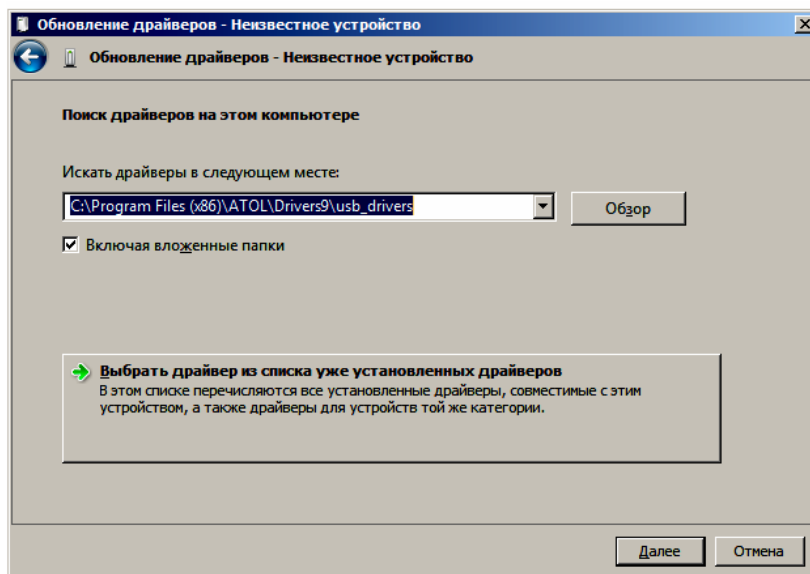 Обновление драйверов - Неизвестное устройство
Обновление драйверов - Неизвестное устройство
Поиск драйверов на этом компьютере
Искать драйверы в следующем месте:
C:\Program Files (x86)\ATOL\Drivers9\usb_drivers
Обзор
Включая вложенные папки
Выбрать драйвер из списка уже установленных драйверов
В этом списке перечисляются все установленные драйверы, совместимые с этим
устройством, а также драйверы для устройств той же категории.
Далее
Отмена